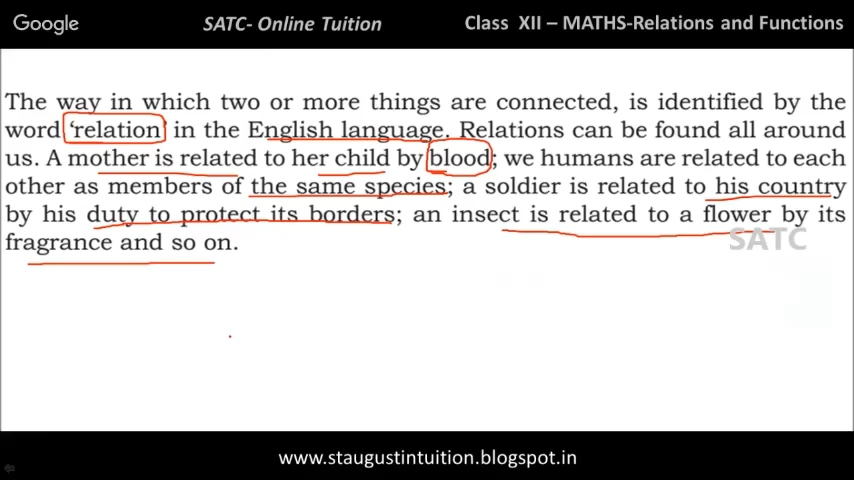 Google
SATC- Online Tuition
Class XII – MATHS-Relations and Functions
The way in which two or more things are connected, is identified by the
word 'relation' in the English language. Relations can be found all around
us. A mother is related to her child by blood; we humans are related to each
other as members of the same species; a soldier is related to his country
by his duty to protect its borders; an insect is related to a flower by its
fragrance and so on.
SATC
www.staugustintuition.blogspot.in